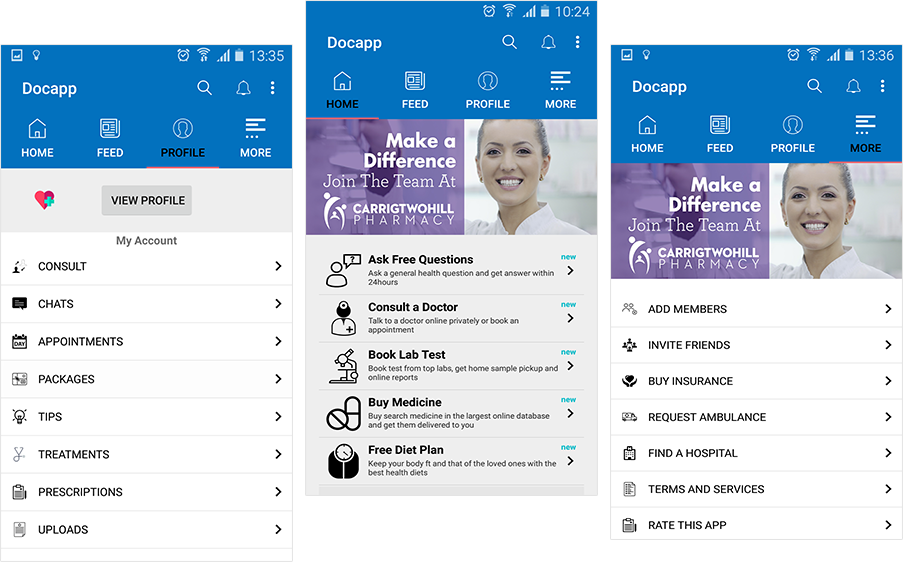 13:35
Docapp
HOME FEED PROFILE MORE
VIEW PROFILE
My Account
CONSULT
CHATS
DAY
APPOINTMENTS
PACKAGES
TIPS
TREATMENTS
PRESCRIPTIONS
UPLOADS
10:24
Docapp
HOME FEED PROFILE MORE
Make a
Difference
Join The Team At
CARRIGTWOHILL
PHARMACY
Ask Free Questions new
Ask a general health question and get answer within
24hours
Consult a Doctor new
Talk to a doctor online privately or book an
appointment
Book Lab Test new
Book test from top labs, get home sample pickup and
online reports
Buy Medicine new
Buy search medicine in the largest online database
and get them delivered to you
Free Diet Plan new
Keep your body ft and that of the loved ones with the
best health diets
13:36
Docapp
HOME FEED PROFILE MORE
Make a
Difference
Join The Team At
CARRIGTWOHILL
PHARMACY
ADD MEMBERS
INVITE FRIENDS
BUY INSURANCE
REQUEST AMBULANCE
FIND A HOSPITAL
TERMS AND SERVICES
RATE THIS APP